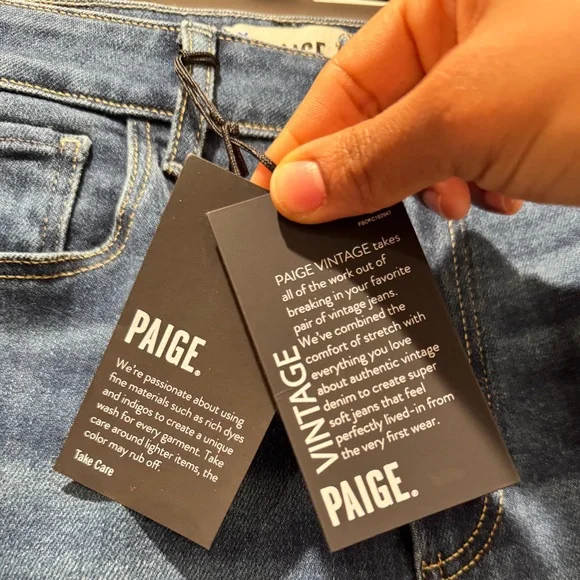 PAIGE
PAIGE.
We're passionate about using
fine materials such as rich dyes
and indigos to create a unique
wash for every garment. Take
care around lighter items, the
color may rub off.
Take Care
PAIGE VINTAGE takes
all of the work out of
breaking in your favorite
pair of vintage jeans.
We've combined the
comfort of stretch with
everything you love
about authentic vintage
denim to create super
soft jeans that feel
perfectly lived-in from
the very first wear.
VINTAGE
PAIGE.